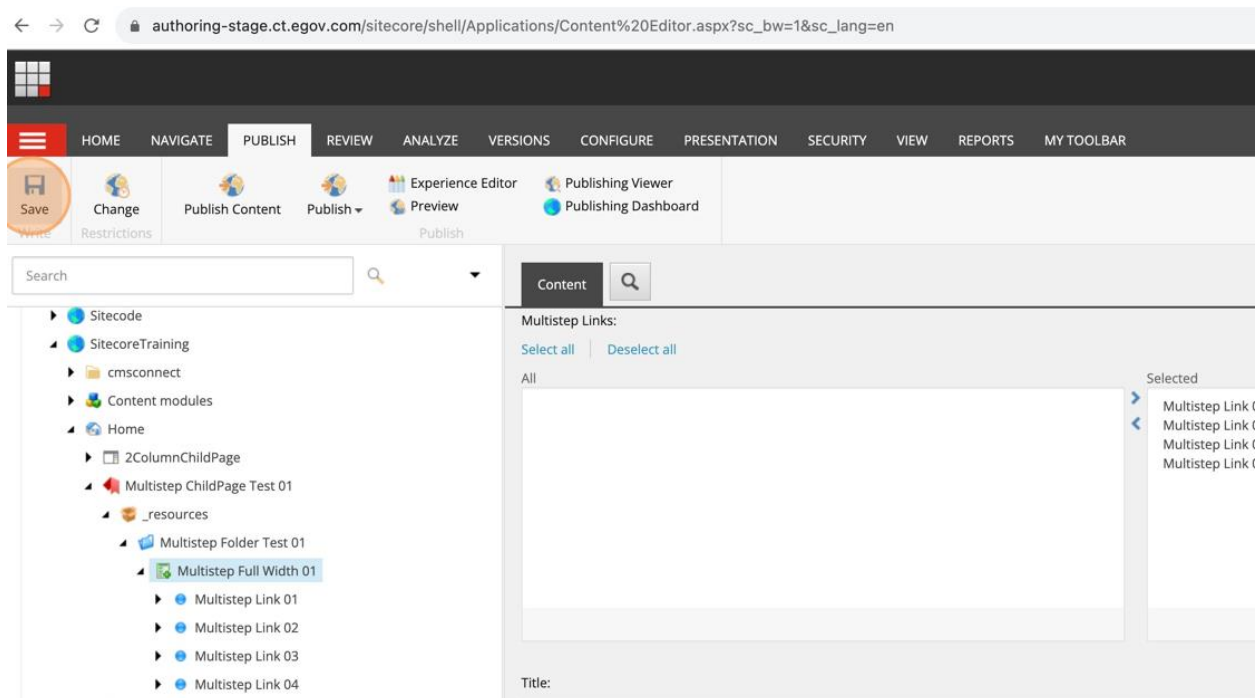 authoring-stage.ct.egov.com/sitecore/shell/Applications/Content%20Editor.aspx?sc_bw=1&sc_lang=en
HOME NAVIGATE PUBLISH REVIEW ANALYZE VERSIONS CONFIGURE PRESENTATION SECURITY VIEW REPORTS MY TOOLBAR
Save Change Publish Content Publish Experience Editor Publishing Viewer
Preview Publishing Dashboard
Write Restrictions Publish
Search
Content
Sitecode
SitecoreTraining
cmsconnect
Content modules
Home
2ColumnChildPage
Multistep ChildPage Test 01
_resources
Multistep Folder Test 01
Multistep Full Width 01
Multistep Link 01
Multistep Link 02
Multistep Link 03
Multistep Link 04
Multistep Links:
Select all Deselect all
All
Selected
Multistep Link
Multistep Link
Multistep Link
Multistep Link
Title: